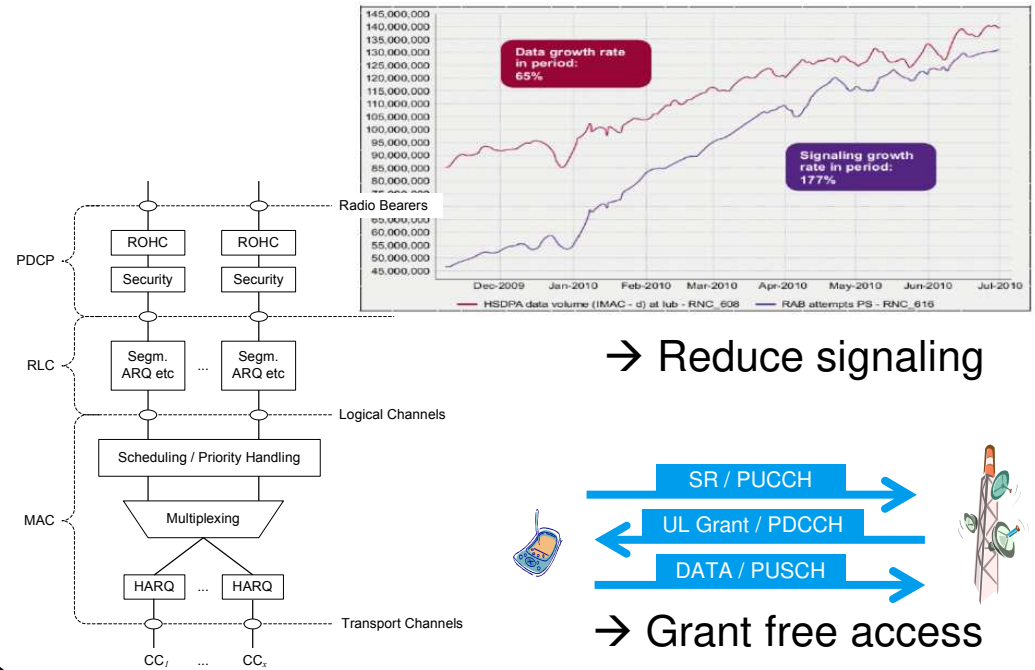 145,000,000
140,000,000
135,000,000
130,000,000
125,000,000
120,000,000
115,000,000
110,000,000
105,000,000
100,000,000
95,000,000
90,000,000
85,000,000
80,000,000
75,000,000
65,000,000
60,000,000
55,000,000
50,000,000
45,000,000
Data growth rate
in period:
65%
Signaling growth
rate in period:
177%
Dec-2009 Jan-2010 Feb-2010 Mar-2010 Apr-2010 May-2010 Jun-2010 Jul-2010
HSDPA data volume (IMAC - d) at lub - RNC_608 RAB attempts PS - RNC_616
Radio Bearers
ROHC ROHC
PDCP
Security Security
Segm.
ARQ etc
...
Segm.
ARQ etc
RLC
Logical Channels
Scheduling / Priority Handling
MAC
Multiplexing
HARQ ... HARQ
Transport Channels
CC1 ... CCx
→ Reduce signaling
SR / PUCCH
UL Grant / PDCCH
DATA / PUSCH
→ Grant free access